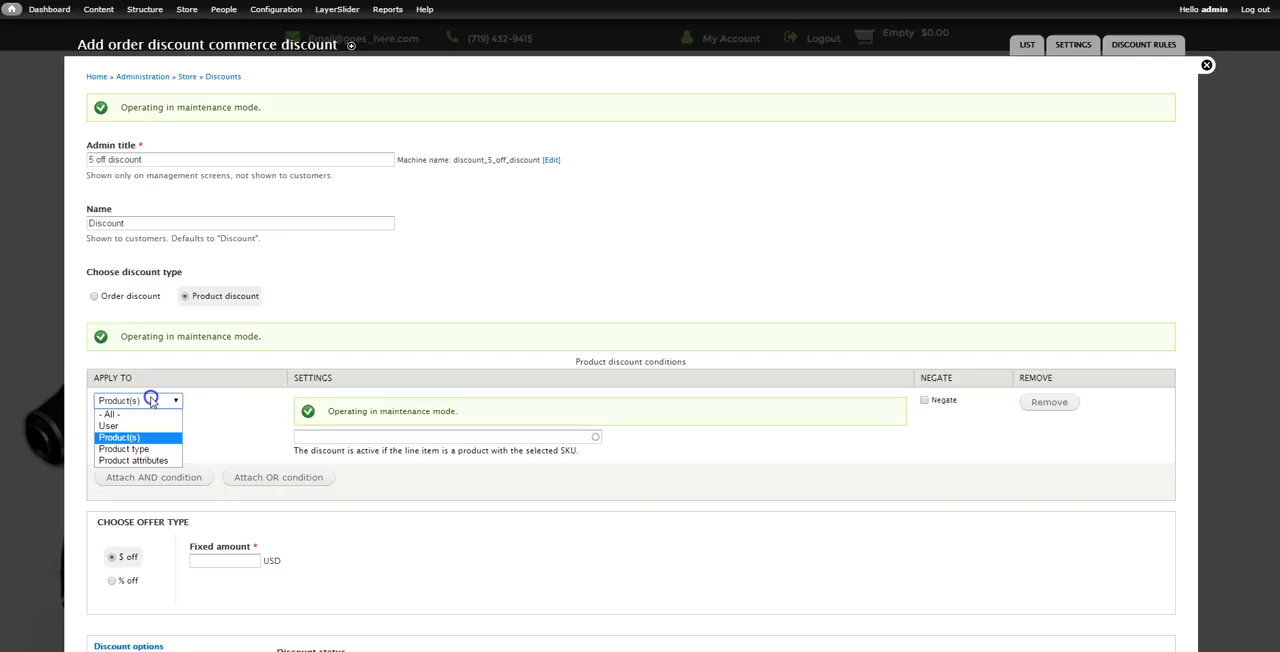 Dashboard Content Structure Store People Configuration LayerSlider Reports Help Hello admin Log out
Email@goes_here.com (719) 432-9415 My Account Logout Empty $0.00
Add order discount commerce discount
LIST SETTINGS DISCOUNT RULES
Home » Administration » Store » Discounts
Operating in maintenance mode.
Admin title *
5 off discount Machine name: discount_5_off_discount [Edit]
Shown only on management screens, not shown to customers.
Name
Discount
Shown to customers. Defaults to "Discount".
Choose discount type
Order discount Product discount
Operating in maintenance mode.
Product discount conditions
APPLY TO SETTINGS NEGATE REMOVE
Product(s) Operating in maintenance mode. Negate Remove
- All -
User
Product(s)
Product type The discount is active if the line item is a product with the selected SKU.
Product attributes
Attach AND condition Attach OR condition
CHOOSE OFFER TYPE
$ off
% off
Fixed amount *
USD
Discount options
Discount status